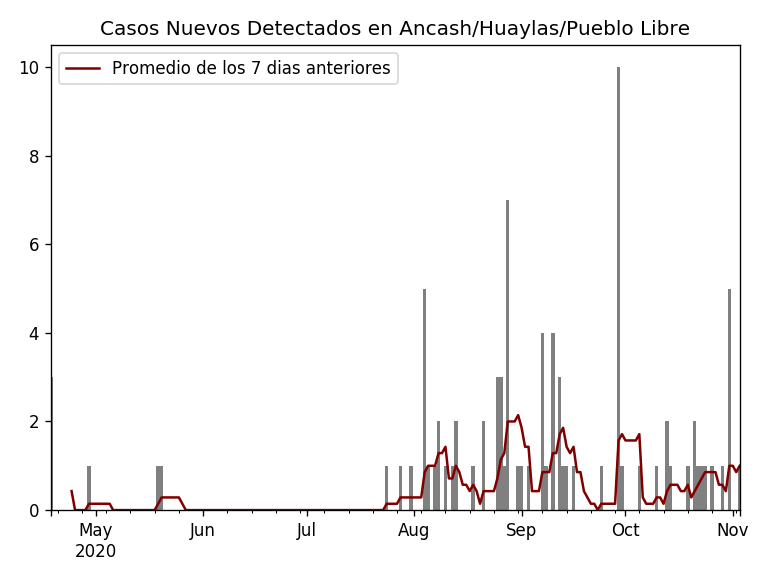 Casos Nuevos Detectados en Ancash/Huaylas/Pueblo Libre
Promedio de los 7 dias anteriores
10
8
6
4
2
0
May Jun Jul Aug Sep Oct Nov
2020